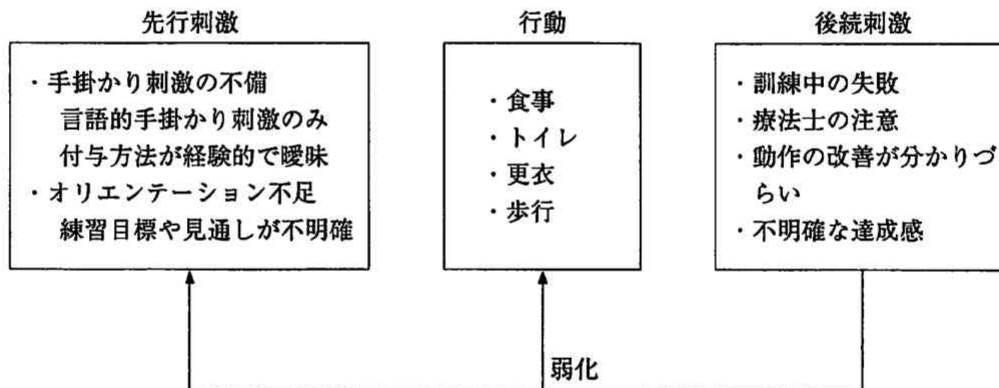 先行刺激
・手掛かり刺激の不備
言語的手掛かり刺激のみ
付与方法が経験的で曖昧
・オリエンテーション不足
練習目標や見通しが不明確
行動
・食事
・トイレ
・更衣
・歩行
後続刺激
・訓練中の失敗
・療法士の注意
・動作の改善が分かりづ
らい
・不明確な達成感
弱化